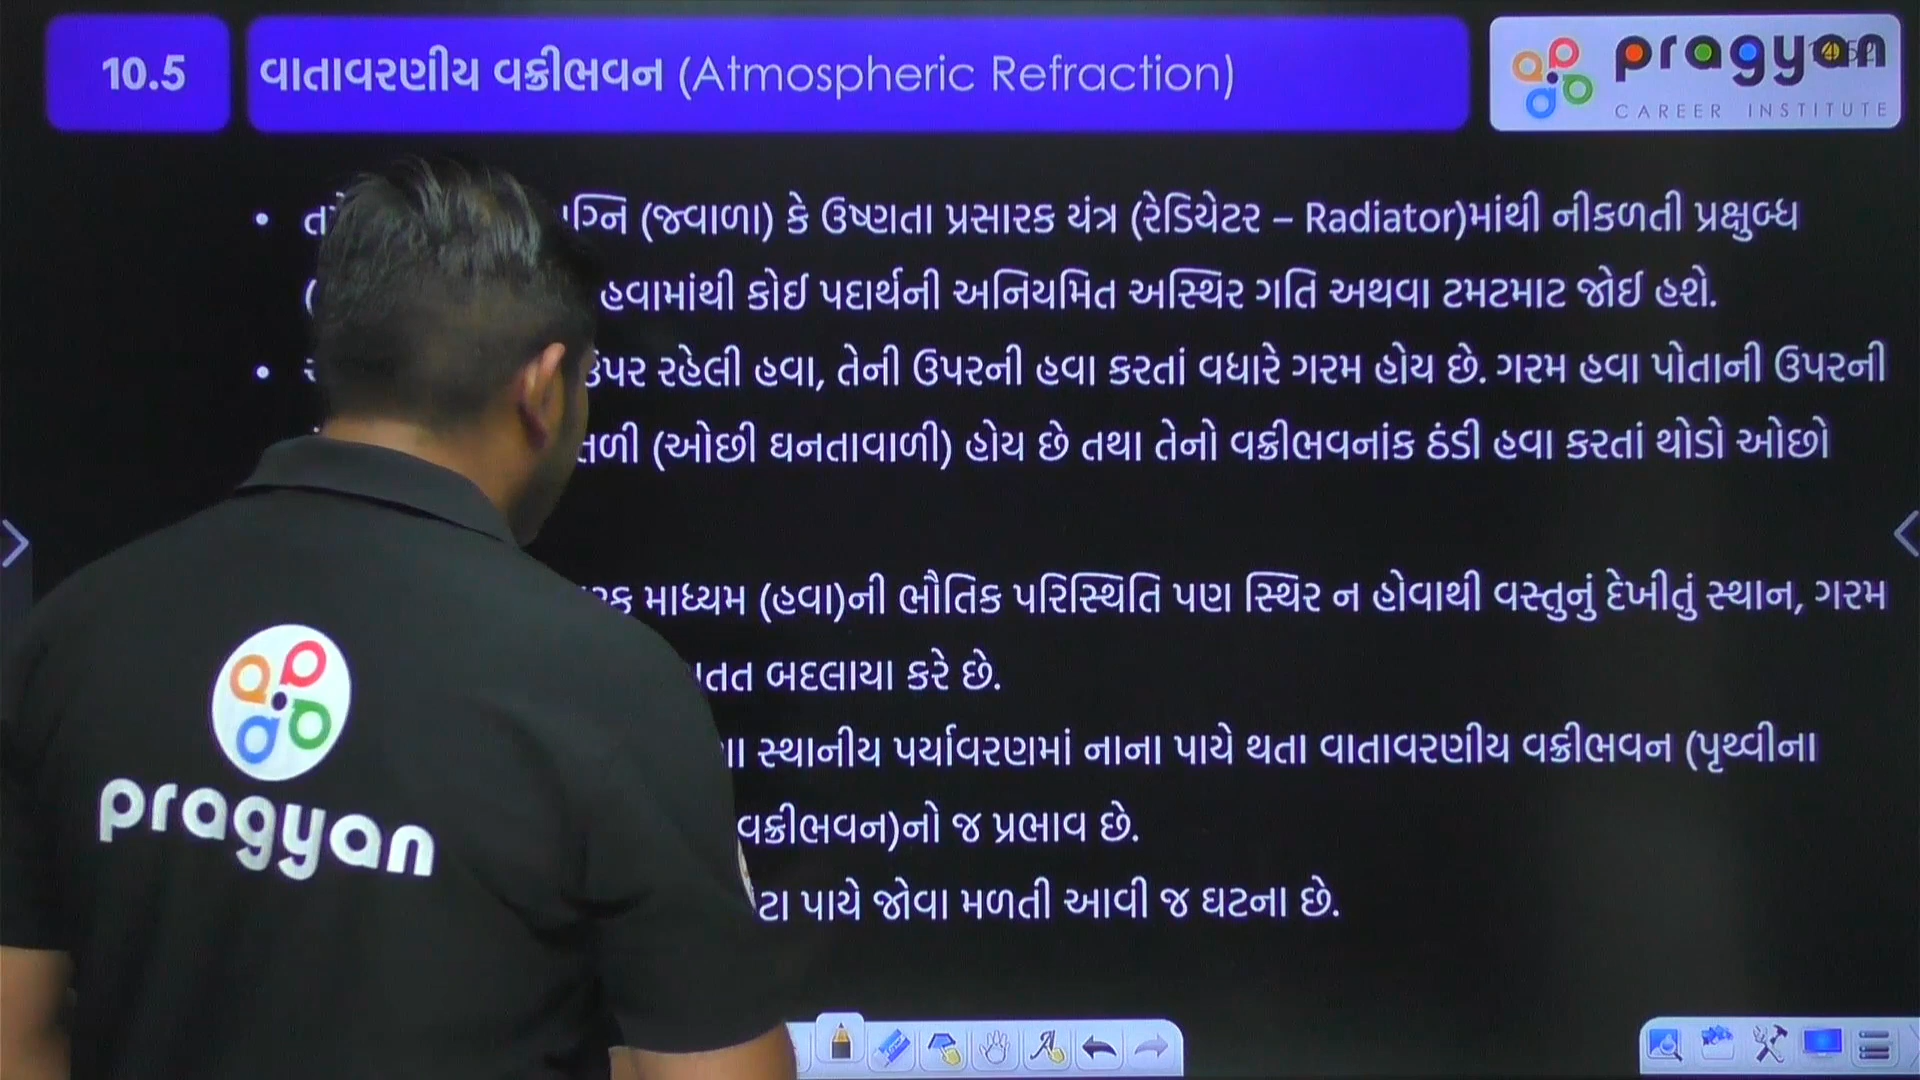 10.5 વાતાવરણીય વક્રીભવન (Atmospheric Refraction)
pragyan
CAREER INSTITUTE
• (જ્વાળા) કે ઉષ્ણતા પ્રસારક યંત્ર (રેડિયેટર – Radiator)માંથી નીકળતી પ્રક્ષુબ્ધ
હવામાંથી કોઈ પદાર્થની અનિયમિત અસ્થિર ગતિ અથવા ટમટમાટ જોઈ હશે.
• ઉપર રહેલી હવા, તેની ઉપરની હવા કરતાં વધારે ગરમ હોય છે. ગરમ હવા પોતાની ઉપરની
(ઓછી ઘનતાવાળી) હોય છે તથા તેનો વક્રીભવનાંક ઠંડી હવા કરતાં થોડો ઓછો
માધ્યમ (હવા)ની ભૌતિક પરિસ્થિતિ પણ સ્થિર ન હોવાથી વસ્તુનું દેખીતું સ્થાન, ગરમ
બદલાયા કરે છે.
સ્થાનીય પર્યાવરણમાં નાના પાયે થતા વાતાવરણીય વક્રીભવન (પૃથ્વીના
વક્રીભવન)નો જ પ્રભાવ છે.
પાયે જોવા મળતી આવી જ ઘટના છે.
pragyan